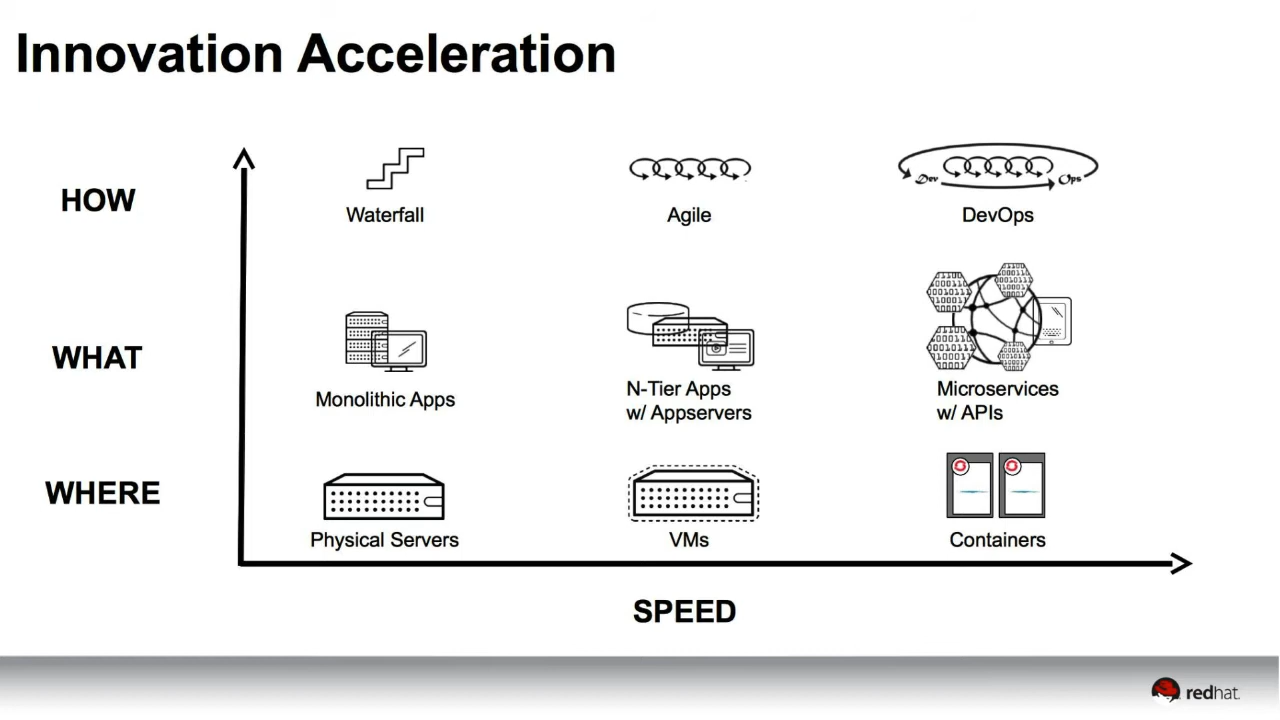 Innovation Acceleration
HOW
Waterfall
Agile
Dev
Ops
DevOps
WHAT
Monolithic Apps
N-Tier Apps
w/ Appservers
Microservices
w/ APIs
WHERE
Physical Servers
VMs
Containers
SPEED
redhat.